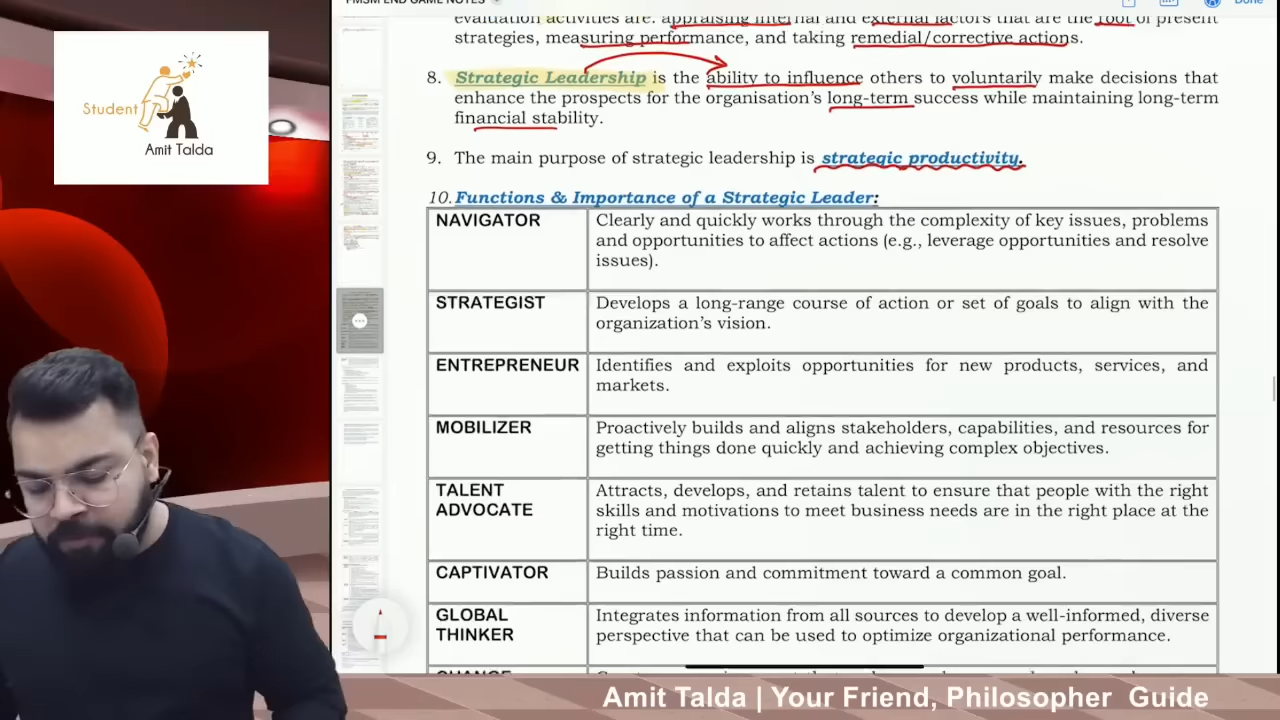 FMSM END GAME NOTES
Done
evaluation activities are: appraising internal and external factors that are the root of present
strategies, measuring performance, and taking remedial/corrective actions.
8. Strategic Leadership is the ability to influence others to voluntarily make decisions that
enhance the prospects for the organisation's long-term success while maintaining long-term
financial stability.
9. The main purpose of strategic leadership is strategic productivity.
Functions & Importance of Strategic Leadership
NAVIGATOR
Clearly and quickly works through the complexity of key issues, problems
and opportunities to affect actions (e.g., leverage opportunities and resolve
issues).
STRATEGIST
Develops a long-range course of action or set of goals to align with the
organization's vision.
ENTREPRENEUR
Identifies and exploits opportunities for new products, services, and
markets.
MOBILIZER
Proactively builds and aligns stakeholders, capabilities, and resources for
getting things done quickly and achieving complex objectives.
TALENT
ADVOCATE
Attracts, develops, and retains talent to ensure that people with the right
skills and motivations to meet business needs are in the right place at the
right time.
CAPTIVATOR
Builds passion and commitment toward a common goal.
GLOBAL
THINKER
Integrates information from all sources to develop a well-informed, diverse
perspective that can be used to optimize organizational performance.
CHANGE
Student
Amit Talda
Amit Talda | Your Friend, Philosopher Guide